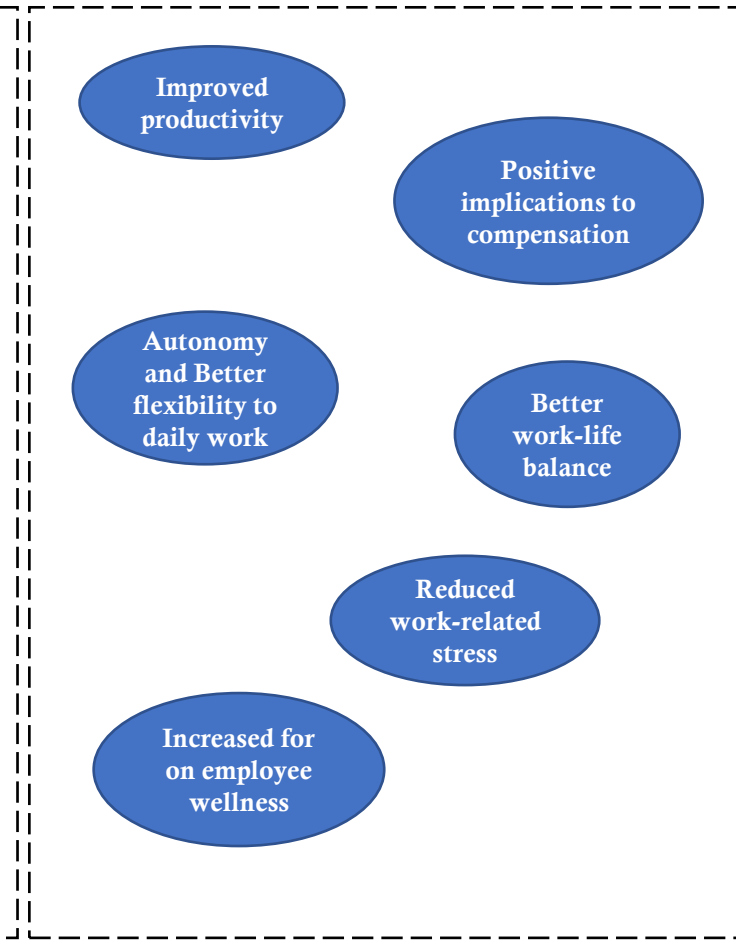 Improved
productivity
Positive
implications to
compensation
Autonomy
and Better
flexibility to
daily work
Better
work-life
balance
Reduced
work-related
stress
Increased for
on employee
wellness